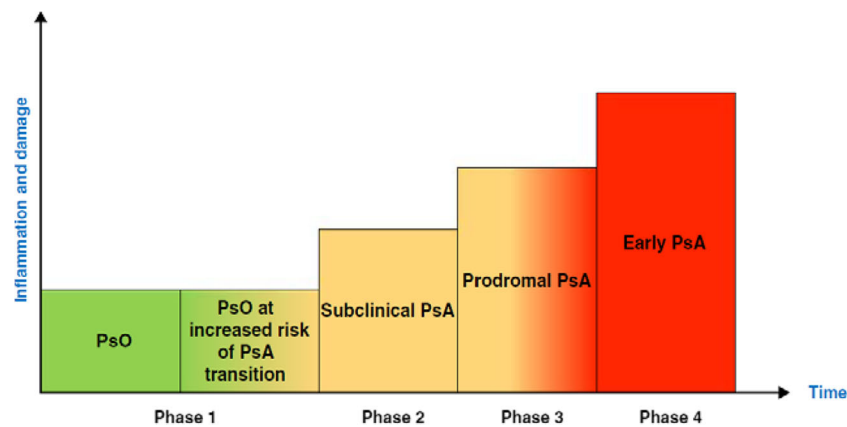 Inflammation and damage
PsO
PsO at
increased risk
of PsA
transition
Subclinical PsA
Prodromal PsA
Early PsA
Time
Phase 1
Phase 2
Phase 3
Phase 4